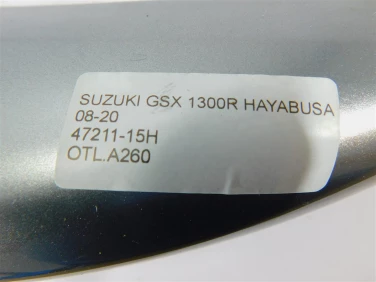 SUZUKI GSX 1300R HAYABUSA
08-20
47211-15H
OTL.A260